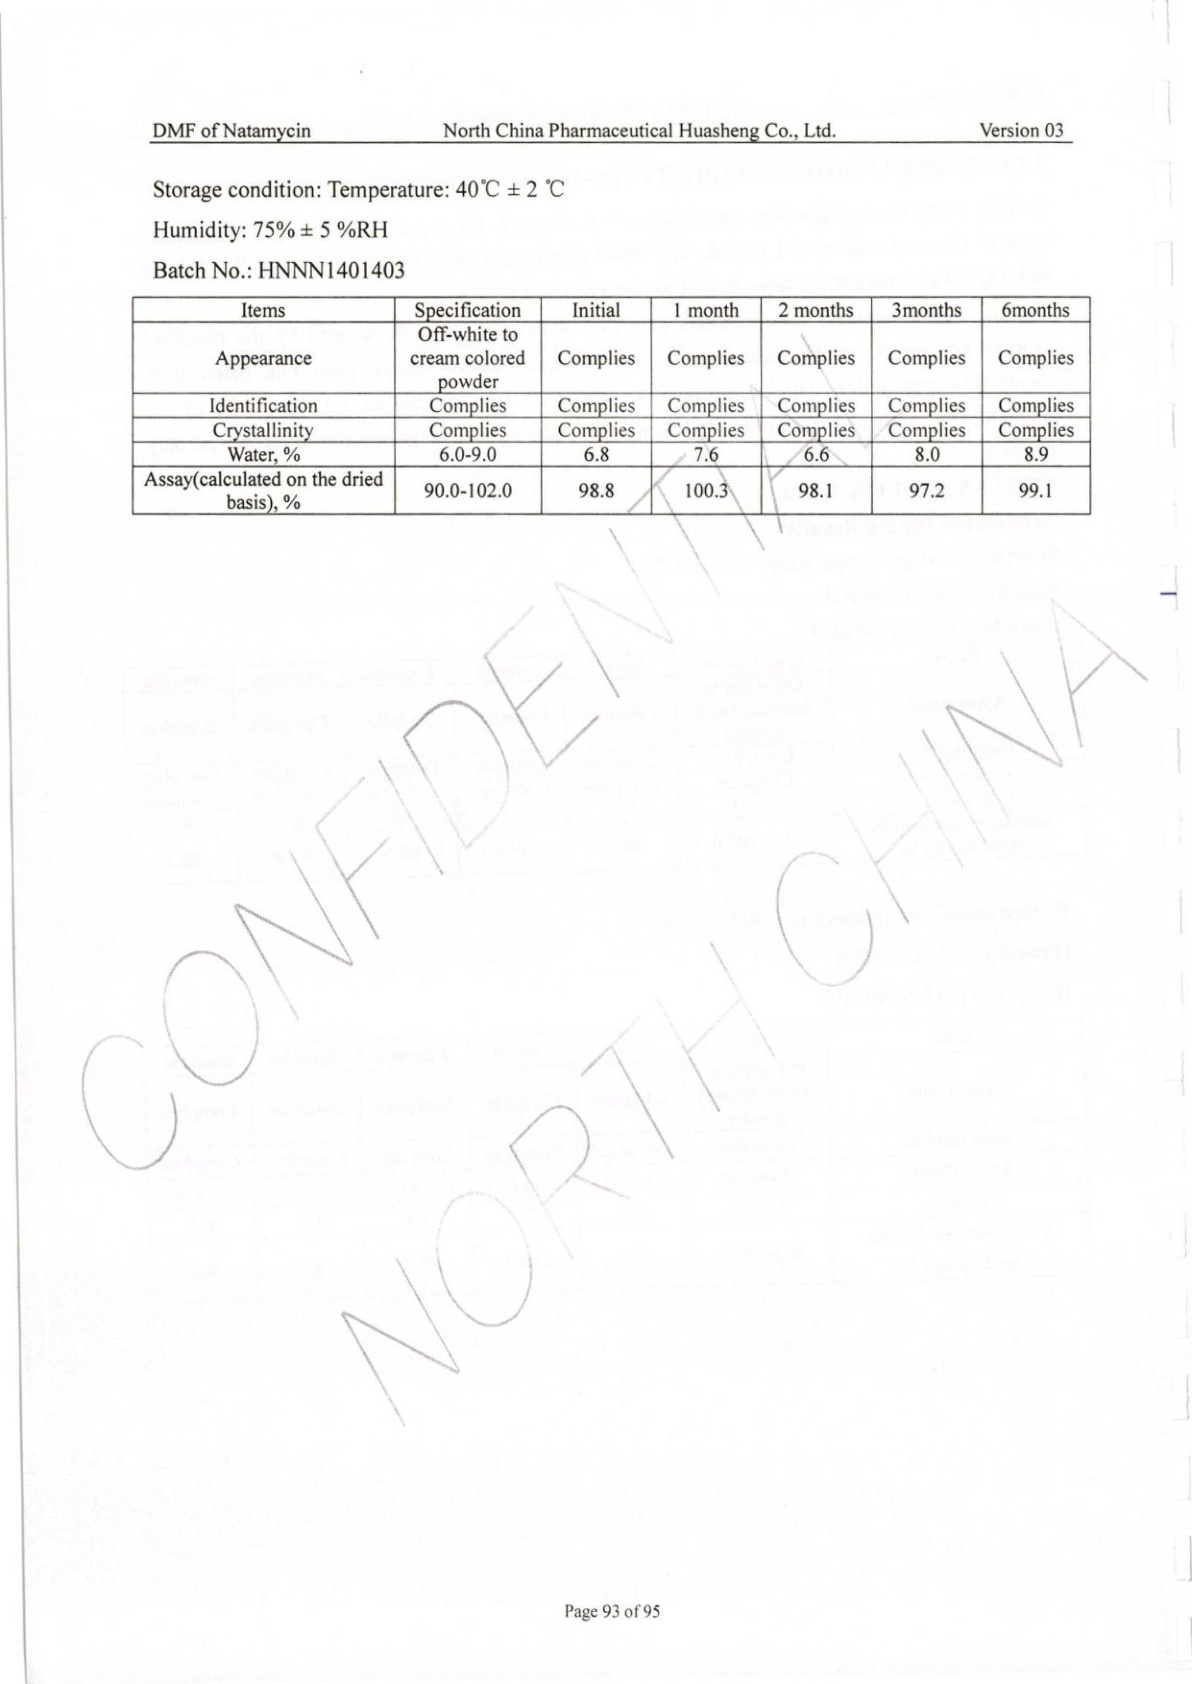 DMF of Natamycin North China Pharmaceutical Huasheng Co., Ltd. Version 03
Storage condition: Temperature: 40℃ ± 2 ℃
Humidity: 75% ± 5 %RH
Batch No.: HNNN1401403
Items Specification Initial 1 month 2 months 3months 6months
Appearance Off-white to cream colored powder Complies Complies Complies Complies Complies
Identification Complies Complies Complies Complies Complies Complies
Crystallinity Complies Complies Complies Complies Complies Complies
Water, % 6.0-9.0 6.8 7.6 6.6 8.0 8.9
Assay(calculated on the dried basis), % 90.0-102.0 98.8 100.3 98.1 97.2 99.1
CONFIDENTIAL
NORTH CHINA
Page 93 of 95